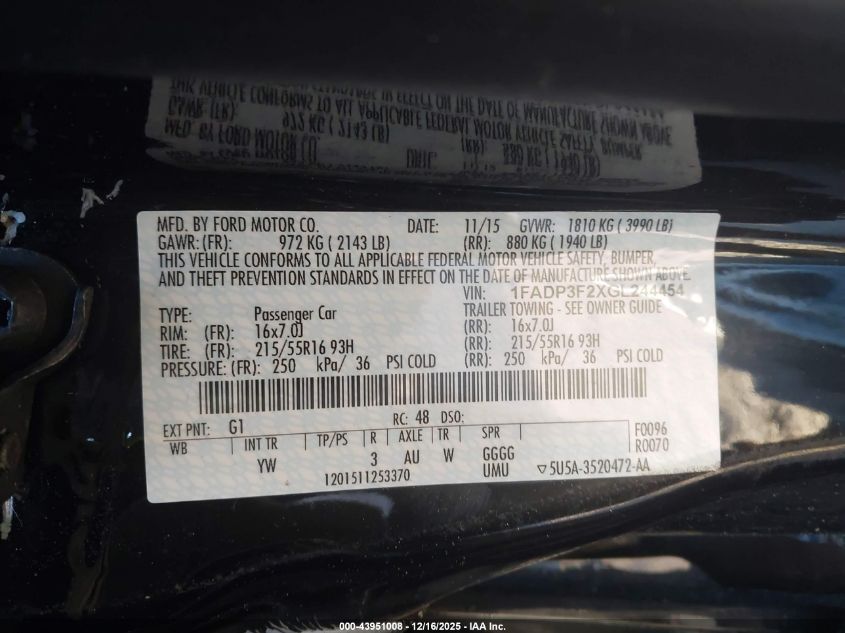 MFD. BY FORD MOTOR CO. DATE: 11/15 GVWR: 1810 KG ( 3990 LB)
GAWR: (FR): 972 KG ( 2143 LB) (RR): 880 KG ( 1940 LB)
THIS VEHICLE CONFORMS TO ALL APPLICABLE FEDERAL MOTOR VEHICLE SAFETY, BUMPER,
AND THEFT PREVENTION STANDARDS IN EFFECT ON THE DATE OF MANUFACTURE SHOWN ABOVE.
VIN: 1FADP3F2XGL244454
TYPE: Passenger Car TRAILER TOWING - SEE OWNER GUIDE
RIM: (FR): 16x7.0J (RR): 16x7.0J
TIRE: (FR): 215/55R16 93H (RR): 215/55R16 93H
PRESSURE: (FR): 250 kPa/ 36 PSI COLD (RR): 250 kPa/ 36 PSI COLD
EXT PNT: G1 RC: 48 DSO: F0096
WB INT TR TP/PS R AXLE TR SPR R0070
YW 3 AU W GGGG
1201511253370 UMU ▽5U5A-3520472-AA
000-43951008 - 12/16/2025 - IAA Inc.